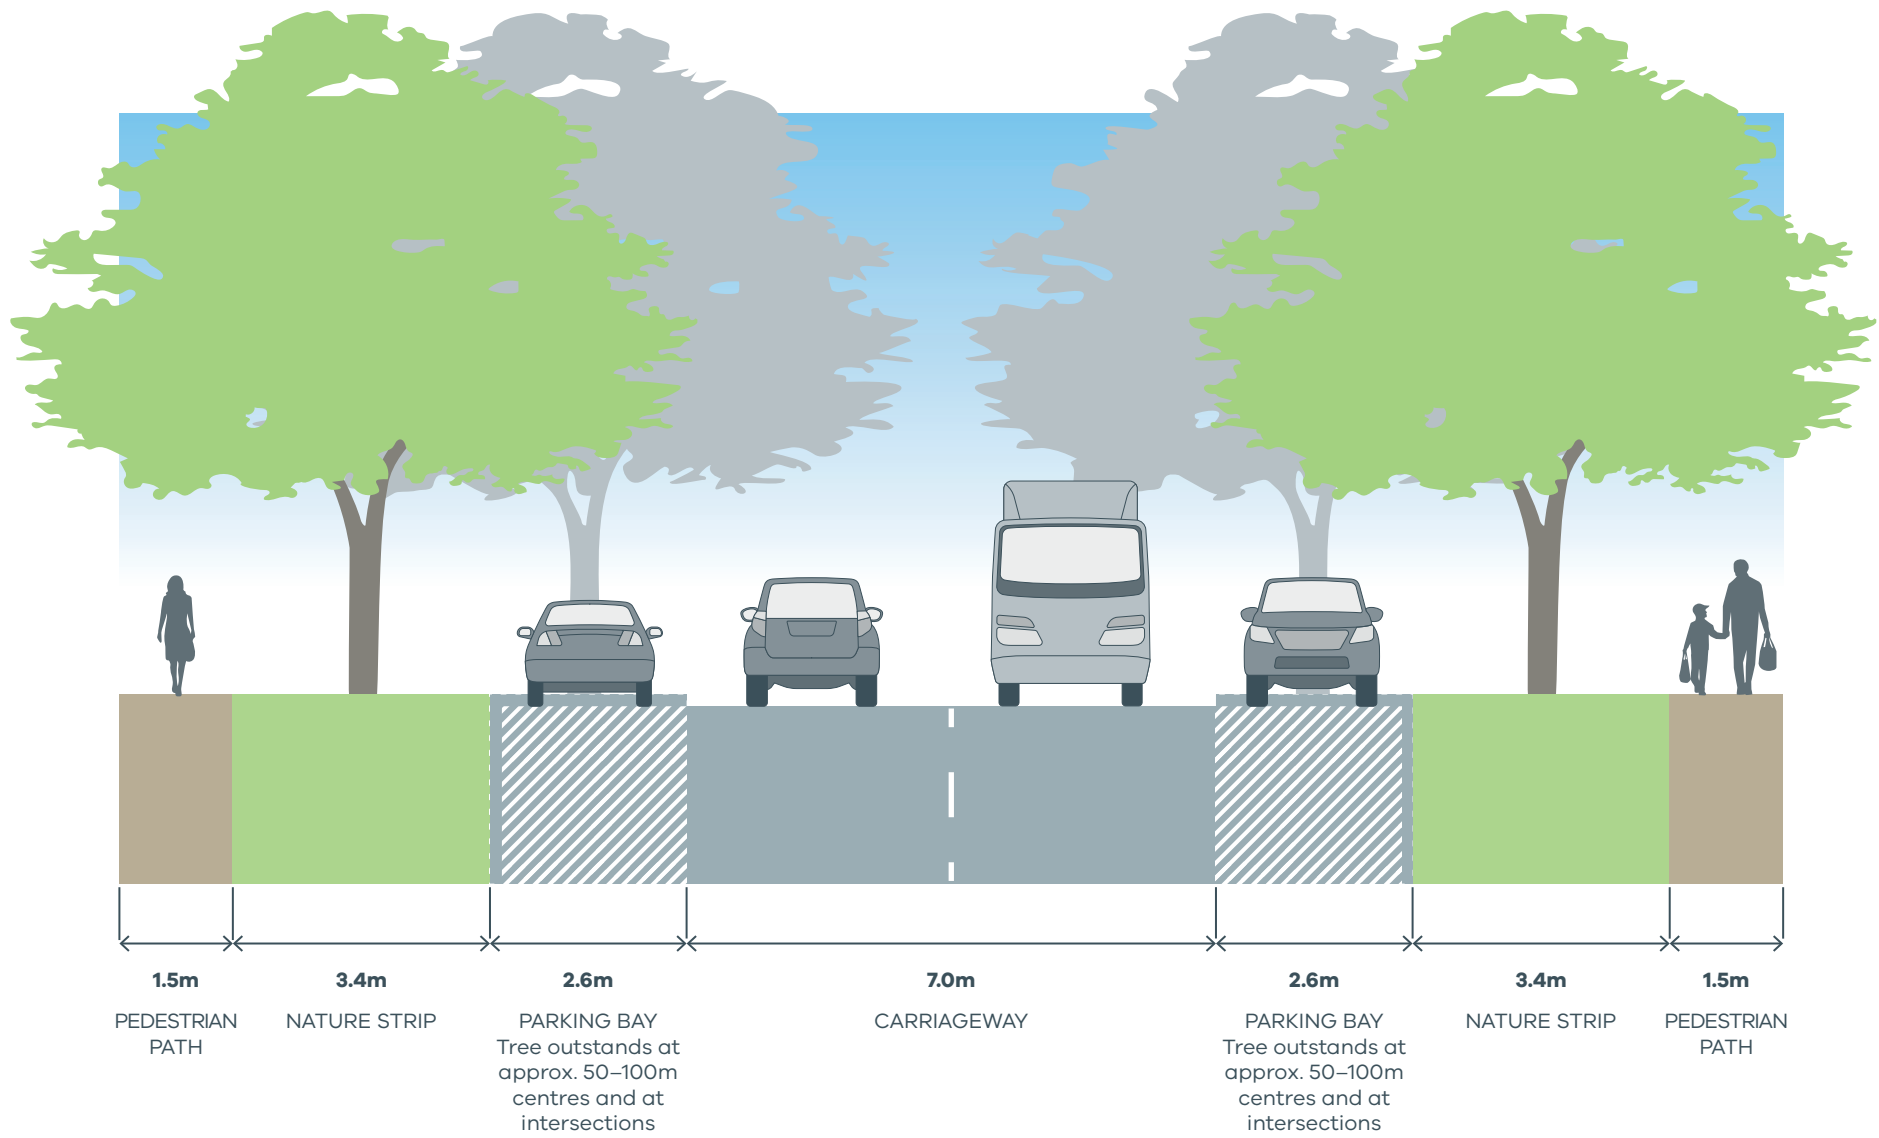 1.5m
3.4m
2.6m
7.0m
2.6m
3.4m
1.5m
PEDESTRIAN
PATH
NATURE STRIP
PARKING BAY
Tree outstands at
approx. 50–100m
centres and at
intersections
CARRIAGEWAY
PARKING BAY
Tree outstands at
approx. 50–100m
centres and at
intersections
NATURE STRIP
PEDESTRIAN
PATH